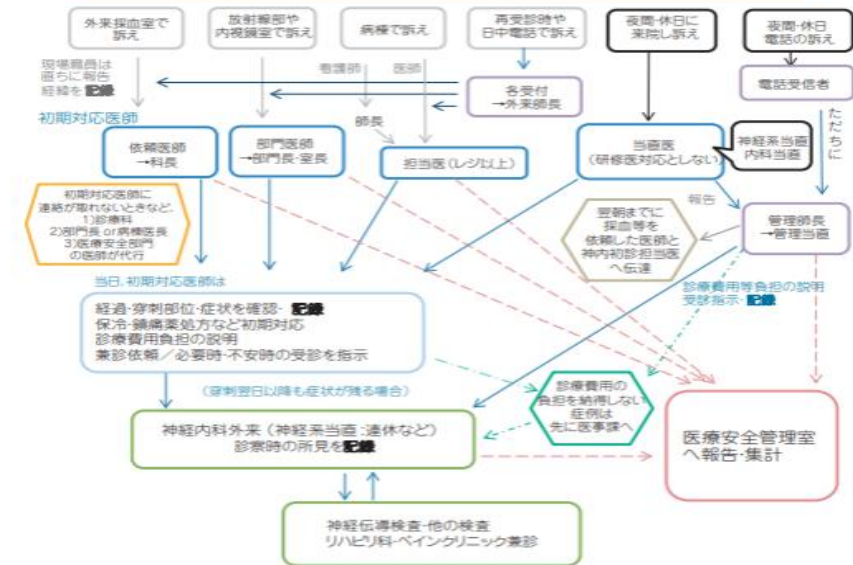 外来採血室で
訴え
放射線部や
内視鏡室で訴え
病棟で訴え
再受診時や
日中電話で訴え
夜間・休日に
来院し訴え
夜間・休日
電話の訴え
現場職員は
直ちに報告
経緯を記録
看護師
医師
各受付
→外来師長
電話受信者
初期対応医師
師長
ただちに
依頼医師
→科長
部門医師
→部門長・室長
担当医(レジ以上)
当直医
(研修医対応としない)
神経系当直
内科当直
初期対応医師に
連絡が取れないときなど、
1)診療科
2)部門長 or 病棟医長
3)医療安全部門
の医師が代行
報告
翌朝までに
採血等を
依頼した医師と
神内初診担当医
へ伝達
管理師長
→管理当直
当日、初期対応医師は
診療費用等負担の説明
受診指示・記録
経過・穿刺部位・症状を確認・ 記録
保冷・鎮痛薬処方など初期対応
診療費用負担の説明
兼診依頼/必要時・不安時の受診を指示
(穿刺翌日以降も症状が残る場合)
診療費用の
負担を納得しない
症例は
先に医事課へ
神経内科外来(神経系当直:連休など)
診察時の所見を記録
医療安全管理室
へ報告・集計
神経伝導検査・他の検査
リハビリ科・ペインクリニック兼診